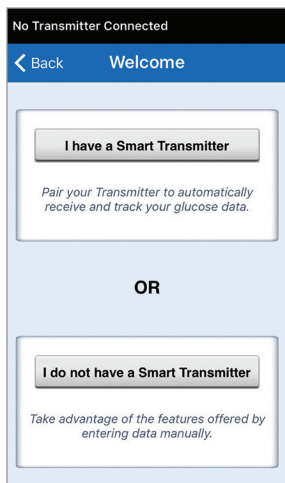 No Transmitter Connected
Back Welcome
I have a Smart Transmitter
Pair your Transmitter to automatically
receive and track your glucose data.
OR
I do not have a Smart Transmitter
Take advantage of the features offered by
entering data manually.